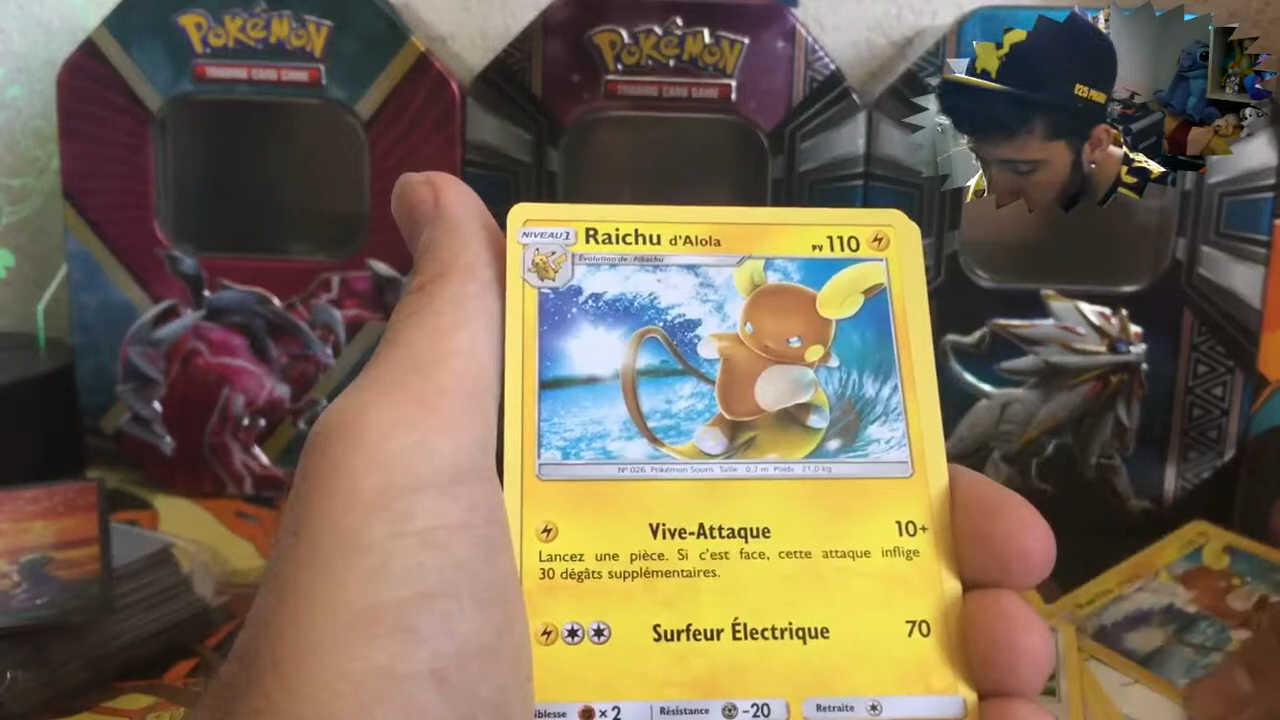 POKÉMON
TRADING CARD GAME
POKÉMON
TRADING CARD GAME
025
NIVEAU 1
Raichu d'Alola
PV 110
Évolution de : Pikachu
N° 026 Pokémon Souris Taille : 0,7 m Poids : 21,0 kg
Vive-Attaque 10+
Lancez une pièce. Si c'est face, cette attaque inflige
30 dégâts supplémentaires.
Surfeur Électrique 70
iblesse ×2 Résistance -20 Retraite